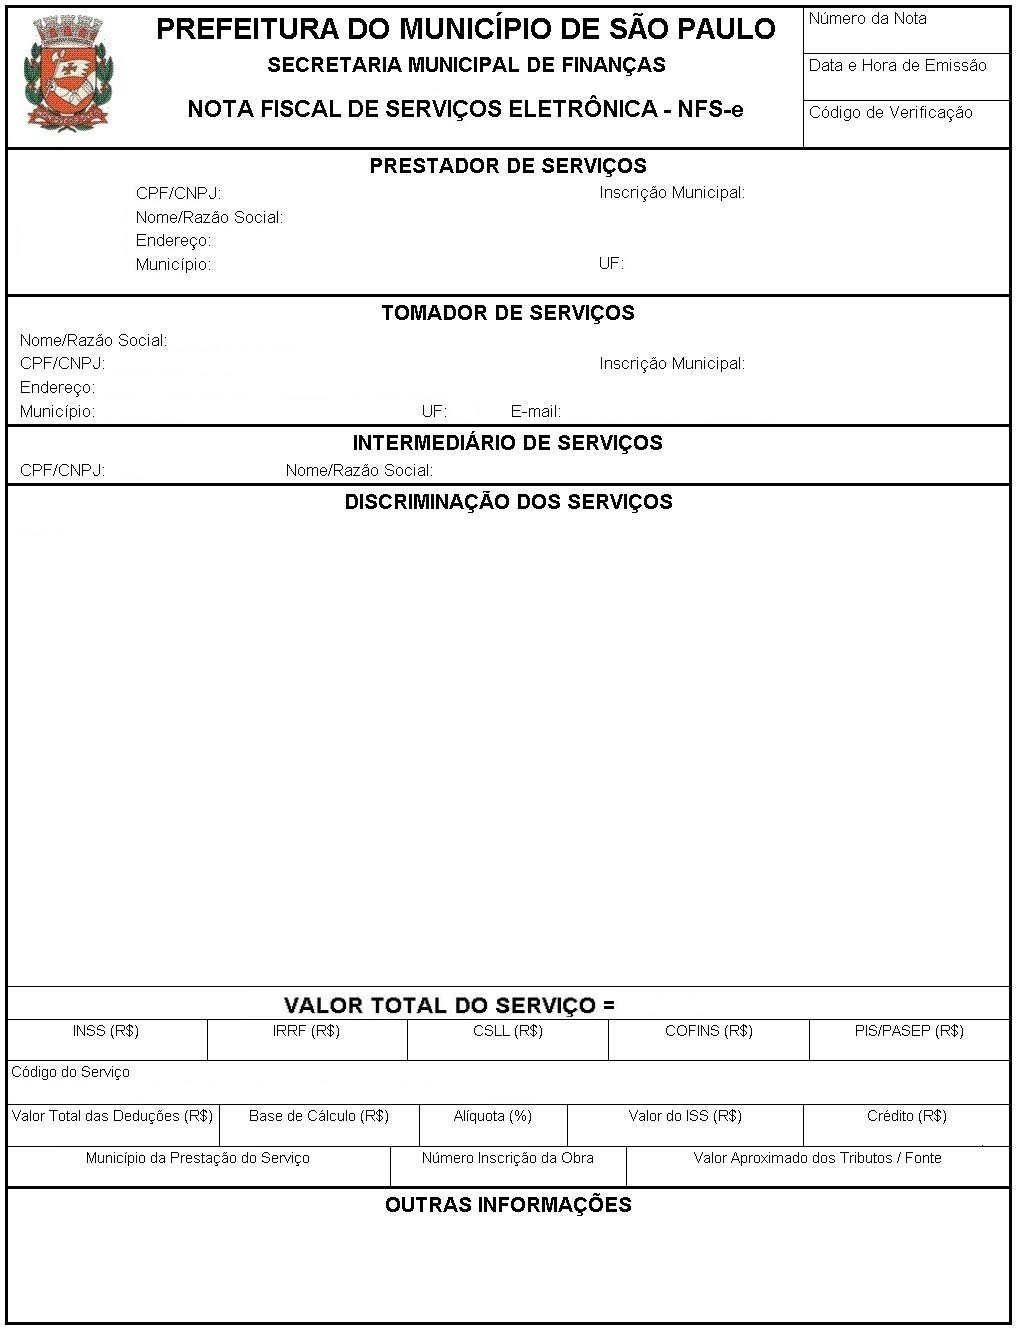 PREFEITURA DO MUNICÍPIO DE SÃO PAULO
SECRETARIA MUNICIPAL DE FINANÇAS
NOTA FISCAL DE SERVIÇOS ELETRÔNICA - NFS-e
Número da Nota
Data e Hora de Emissão
Código de Verificação
PRESTADOR DE SERVIÇOS
CPF/CNPJ: Inscrição Municipal:
Nome/Razão Social:
Endereço:
Município: UF:
TOMADOR DE SERVIÇOS
Nome/Razão Social:
CPF/CNPJ: Inscrição Municipal:
Endereço:
Município: UF: E-mail:
INTERMEDIÁRIO DE SERVIÇOS
CPF/CNPJ: Nome/Razão Social:
DISCRIMINAÇÃO DOS SERVIÇOS
VALOR TOTAL DO SERVIÇO =
INSS (R$) IRRF (R$) CSLL (R$) COFINS (R$) PIS/PASEP (R$)
Código do Serviço
Valor Total das Deduções (R$) Base de Cálculo (R$) Alíquota (%) Valor do ISS (R$) Crédito (R$)
Município da Prestação do Serviço Número Inscrição da Obra Valor Aproximado dos Tributos / Fonte
OUTRAS INFORMAÇÕES